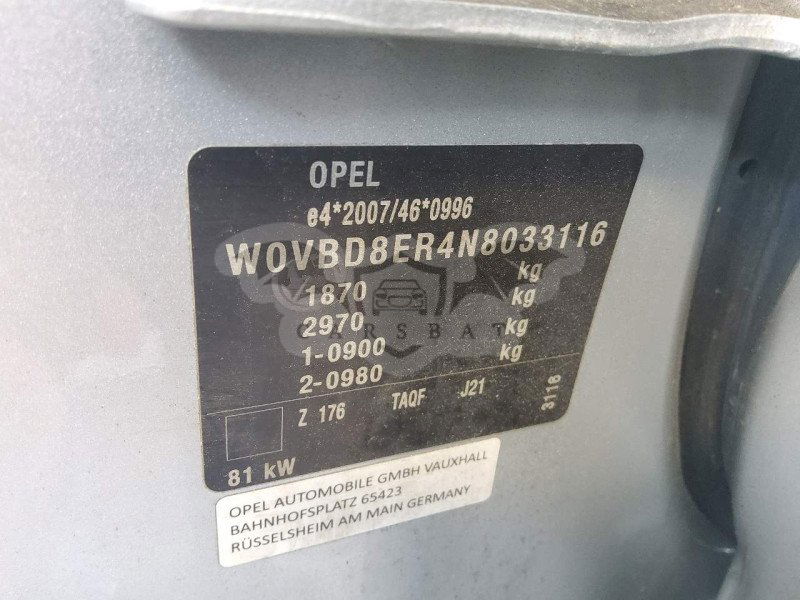 OPEL
e4*2007/46*0996
W0VBD8ER4N8033116
1870 kg
2970 kg
1-0900 kg
2-0980 kg
Z 176 TAQF J21 3116
81 kW
CARSBAT
OPEL AUTOMOBILE GMBH VAUXHALL
BAHNHOFSPLATZ 65423
RÜSSELSHEIM AM MAIN GERMANY